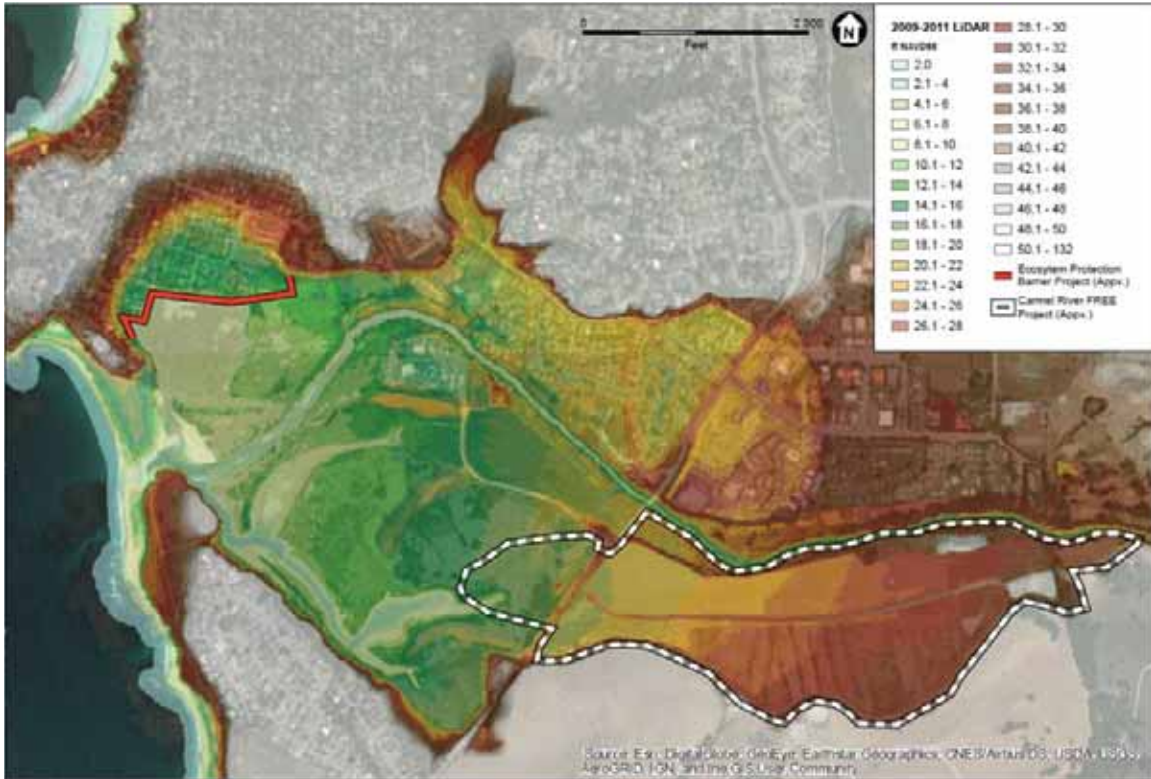 0 2,000
Feet
N
2009-2011 LiDAR
ft NAVD88
2.0
2.1 - 4
4.1 - 6
6.1 - 8
8.1 - 10
10.1 - 12
12.1 - 14
14.1 - 16
16.1 - 18
18.1 - 20
20.1 - 22
22.1 - 24
24.1 - 26
26.1 - 28
28.1 - 30
30.1 - 32
32.1 - 34
34.1 - 36
36.1 - 38
38.1 - 40
40.1 - 42
42.1 - 44
44.1 - 46
46.1 - 48
48.1 - 50
50.1 - 132
Ecosytem Protection
Barrier Project (Appv.)
Carmel River FREE
Project (Appv.)
Source: Esri, DigitalGlobe, GeoEye, Earthstar Geographics, CNES/Airbus DS, USDA, USGS,
AeroGRID, IGN, and the GIS User Community